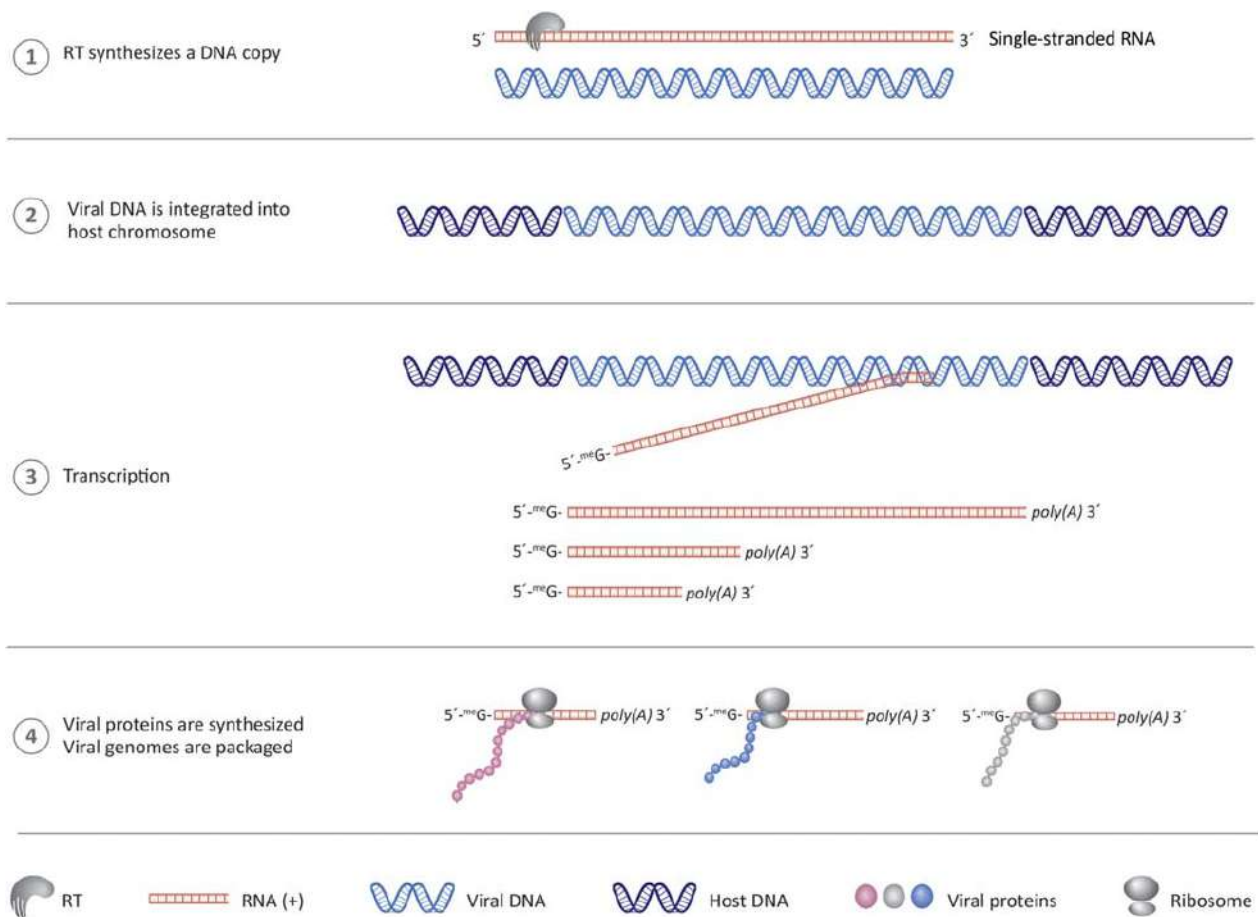 1 RT synthesizes a DNA copy
5´ 3´ Single-stranded RNA
2 Viral DNA is integrated into
host chromosome
5´-meG-
3 Transcription
5´-meG- poly(A) 3´
5´-meG- poly(A) 3´
5´-meG- poly(A) 3´
4 Viral proteins are synthesized
Viral genomes are packaged
5´-meG- poly(A) 3´ 5´-meG- poly(A) 3´ 5´-meG- poly(A) 3´
RT RNA (+) Viral DNA Host DNA Viral proteins Ribosome